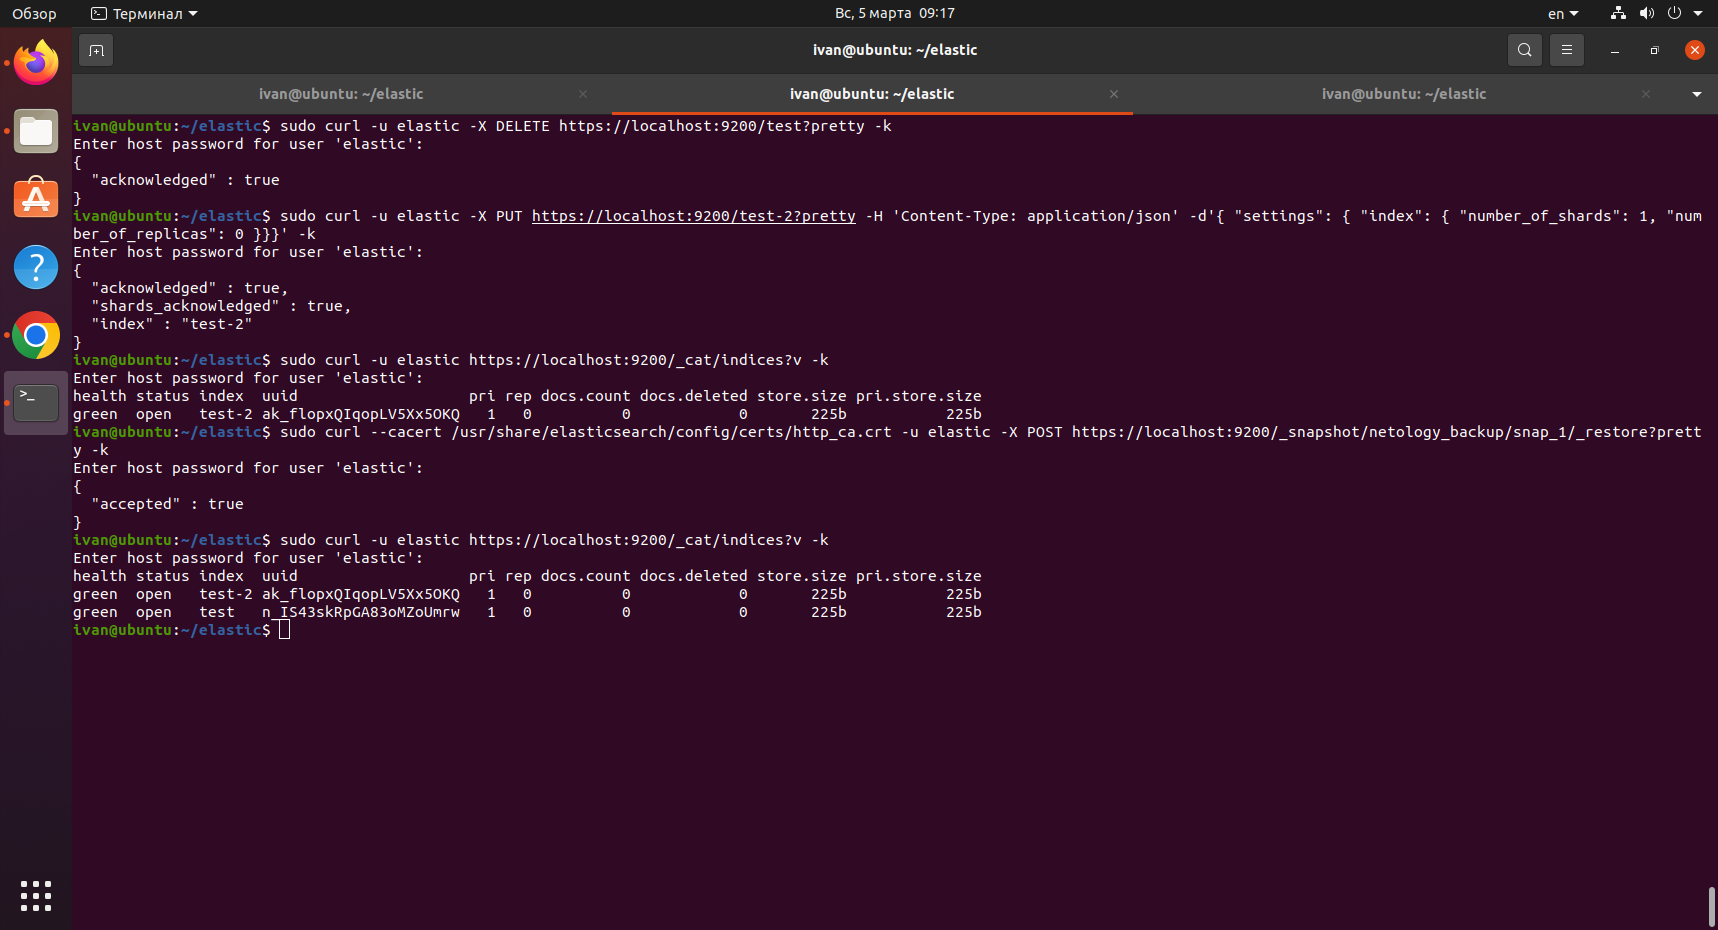 Обзор
Терминал
Вс, 5 марта 09:17
en
ivan@ubuntu: ~/elastic
ivan@ubuntu: ~/elastic
ivan@ubuntu: ~/elastic
ivan@ubuntu: ~/elastic
ivan@ubuntu:~/elastic$ sudo curl -u elastic -X DELETE https://localhost:9200/test?pretty -k
Enter host password for user 'elastic':
{
  "acknowledged" : true
}
ivan@ubuntu:~/elastic$ sudo curl -u elastic -X PUT https://localhost:9200/test-2?pretty -H 'Content-Type: application/json' -d'{ "settings": { "index": { "number_of_shards": 1, "num
ber_of_replicas": 0 }}}' -k
Enter host password for user 'elastic':
{
  "acknowledged" : true,
  "shards_acknowledged" : true,
  "index" : "test-2"
}
ivan@ubuntu:~/elastic$ sudo curl -u elastic https://localhost:9200/_cat/indices?v -k
Enter host password for user 'elastic':
health status index  uuid                   pri rep docs.count docs.deleted store.size pri.store.size
green  open   test-2 ak_flopxQIqopLV5Xx5OKQ   1   0          0            0       225b           225b
ivan@ubuntu:~/elastic$ sudo curl --cacert /usr/share/elasticsearch/config/certs/http_ca.crt -u elastic -X POST https://localhost:9200/_snapshot/netology_backup/snap_1/_restore?prett
y -k
Enter host password for user 'elastic':
{
  "accepted" : true
}
ivan@ubuntu:~/elastic$ sudo curl -u elastic https://localhost:9200/_cat/indices?v -k
Enter host password for user 'elastic':
health status index  uuid                   pri rep docs.count docs.deleted store.size pri.store.size
green  open   test-2 ak_flopxQIqopLV5Xx5OKQ   1   0          0            0       225b           225b
green  open   test   n_IS43skRpGA83oMZoUmrw   1   0          0            0       225b           225b
ivan@ubuntu:~/elastic$